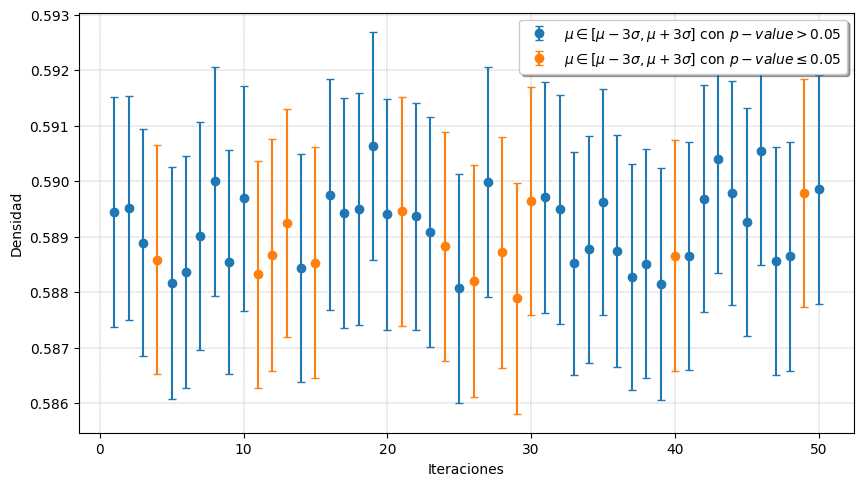 0.593
0.592
0.591
0.590
0.589
0.588
0.587
0.586
Densidad
μ ∈ [μ − 3σ, μ + 3σ] con p − value > 0.05
μ ∈ [μ − 3σ, μ + 3σ] con p − value ≤ 0.05
0 10 20 30 40 50
Iteraciones